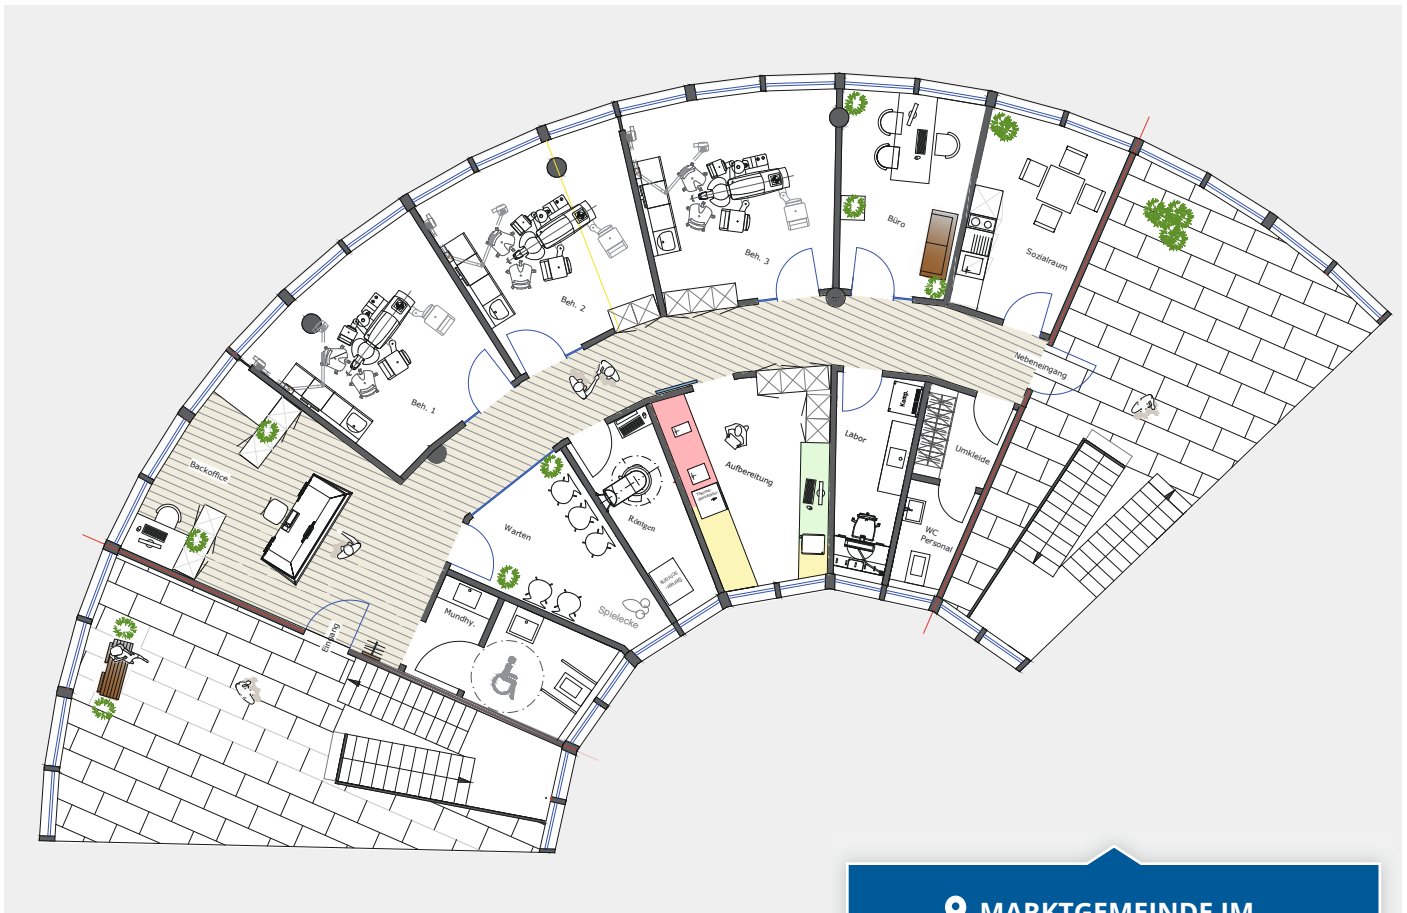 Büro
Sozialraum
Beh. 3
Beh. 2
Nebeneingang
Beh. 1
Komp.
Labor
Umkleide
Backoffice
Aufbereitung
Röntgen
Warten
WC
Personal
Mundhy.
Spielecke
Eingang
MARKTGEMEINDE IM